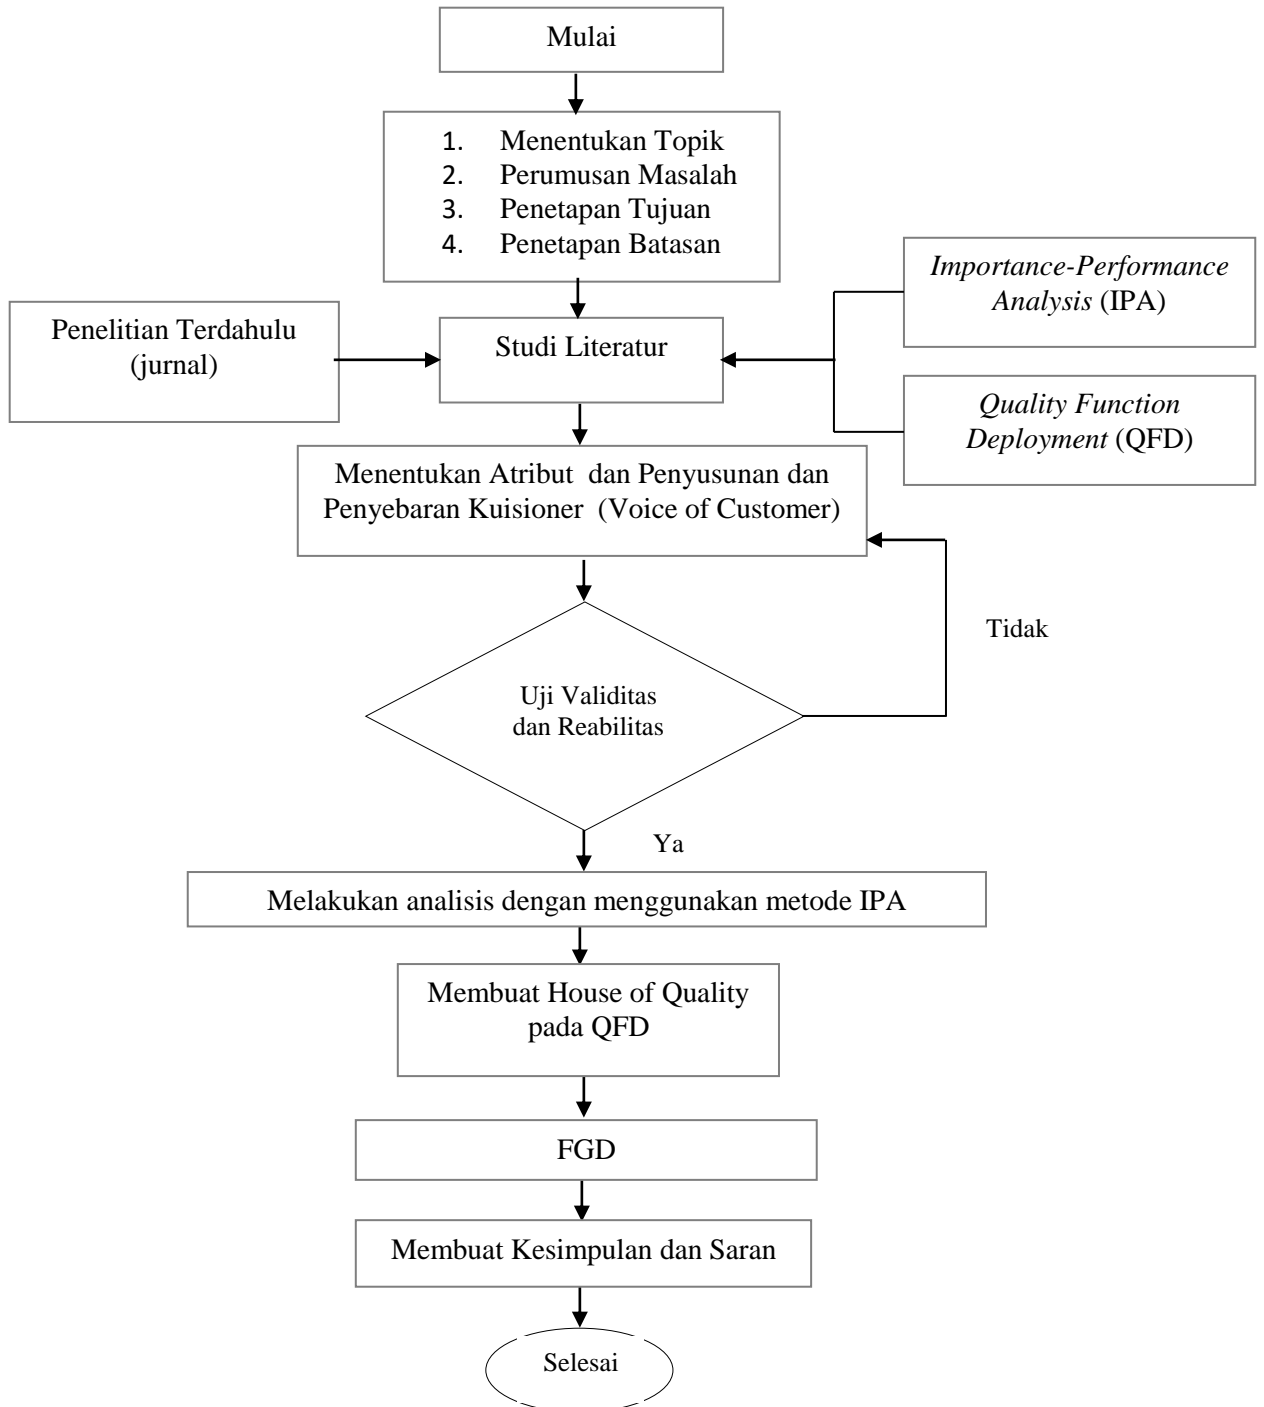 Mulai
1. Menentukan Topik
2. Perumusan Masalah
3. Penetapan Tujuan
4. Penetapan Batasan
Importance-Performance
Analysis (IPA)
Penelitian Terdahulu
(jurnal)
Studi Literatur
Quality Function
Deployment (QFD)
Menentukan Atribut dan Penyusunan dan
Penyebaran Kuisioner (Voice of Customer)
Tidak
Uji Validitas
dan Reabilitas
Ya
Melakukan analisis dengan menggunakan metode IPA
Membuat House of Quality
pada QFD
FGD
Membuat Kesimpulan dan Saran
Selesai